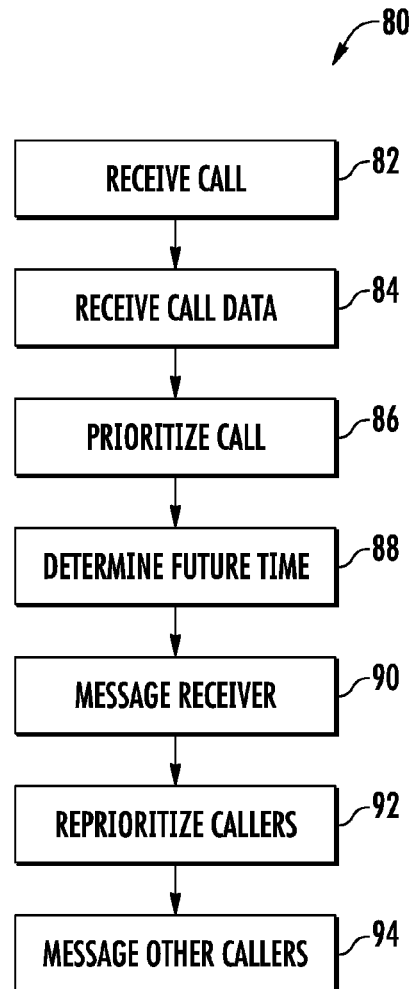 80
RECEIVE CALL 82
RECEIVE CALL DATA 84
PRIORITIZE CALL 86
DETERMINE FUTURE TIME 88
MESSAGE RECEIVER 90
REPRIORITIZE CALLERS 92
MESSAGE OTHER CALLERS 94